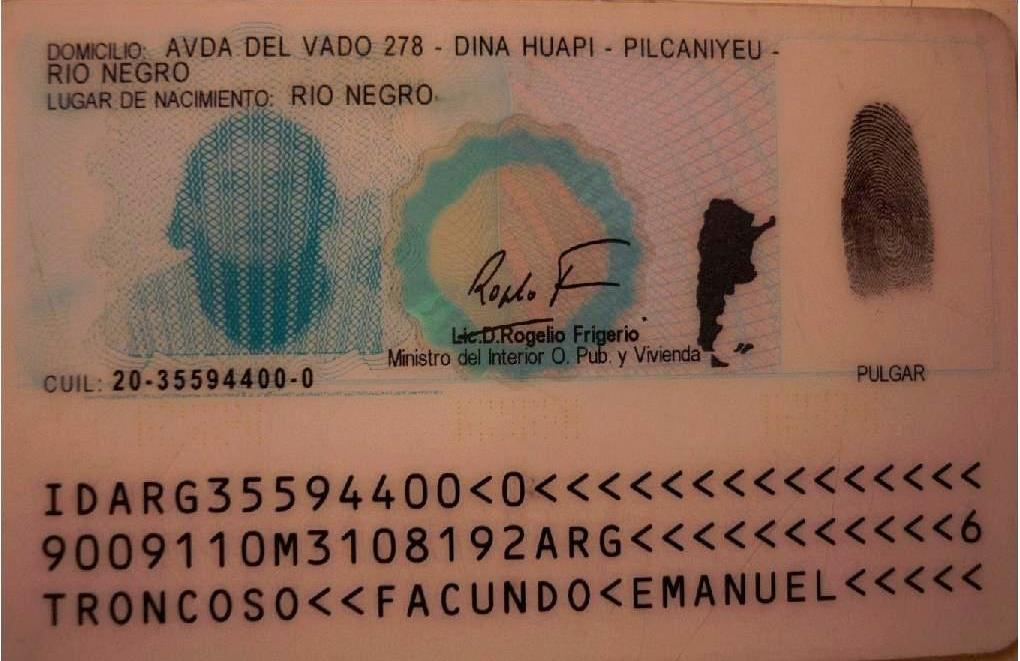 DOMICILIO: AVDA DEL VADO 278 - DINA HUAPI - PILCANIYEU -
RIO NEGRO
LUGAR DE NACIMIENTO: RIO NEGRO
Lic.D.Rogelio Frigerio
Ministro del Interior O. Pub. y Vivienda
CUIL: 20-35594400-0
PULGAR
IDARG35594400<0<<<<<<<<<<<<<<<
9009110M3108192ARG<<<<<<<<<<<6
TRONCOSO<<FACUNDO<EMANUEL<<<<<